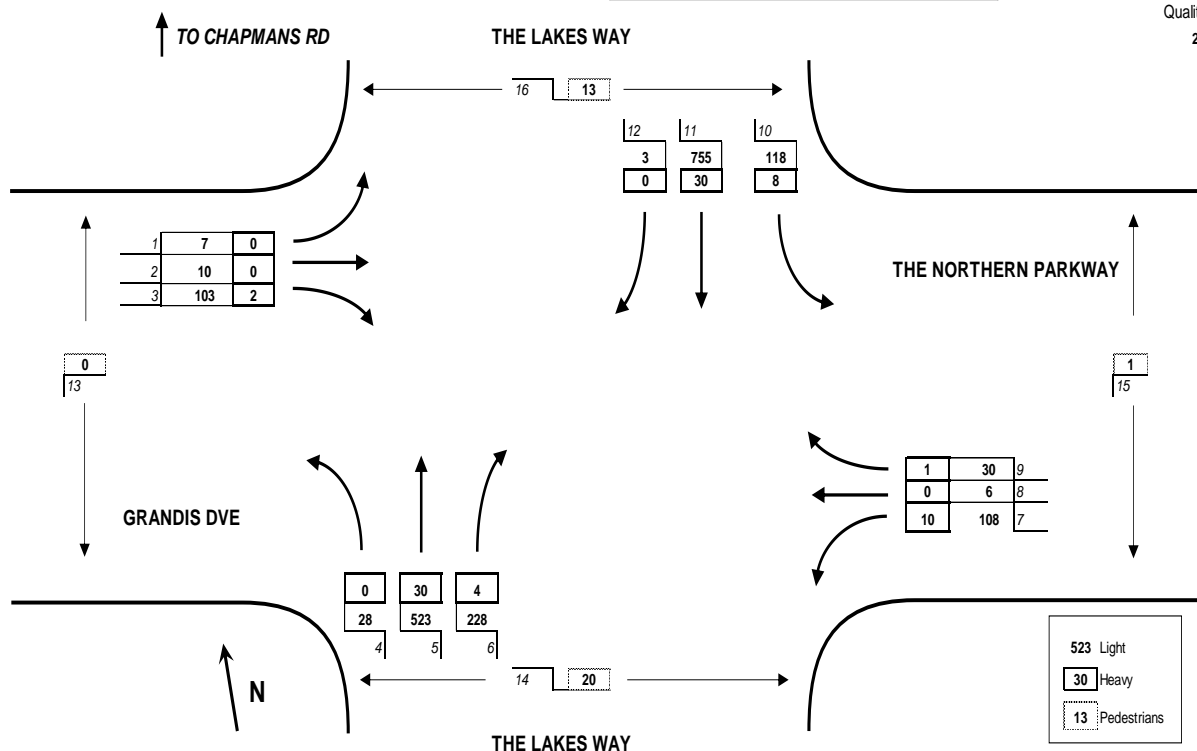 Qualit
2
TO CHAPMANS RD
THE LAKES WAY
16 13
12 11 10
3 755 118
0 30 8
1 7 0
2 10 0
3 103 2
THE NORTHERN PARKWAY
0
13
1
15
1 30 9
0 6 8
10 108 7
GRANDIS DVE
0 30 4
28 523 228
4 5 6
14 20
N
523 Light
30 Heavy
13 Pedestrians
THE LAKES WAY